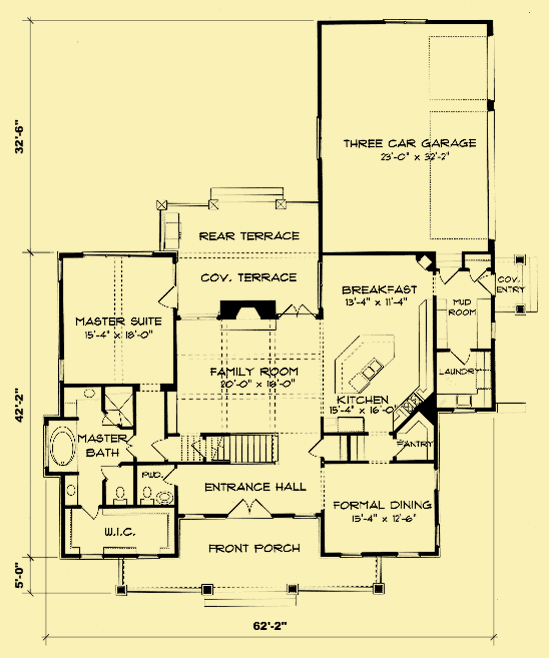 32'-6"
THREE CAR GARAGE
23'-0" x 32'-2"
REAR TERRACE
COV. TERRACE
COV. ENTRY
BREAKFAST
13'-4" x 11'-4"
MUD
ROOM
MASTER SUITE
15'-4" x 18'-0"
FAMILY ROOM
20'-0" x 18'-0"
LAUNDRY
42'-2"
KITCHEN
15'-4" x 16'-0"
MASTER
BATH
PANTRY
PWD.
ENTRANCE HALL
FORMAL DINING
15'-4" x 12'-6"
W.I.C.
FRONT PORCH
5'-0"
62'-2"